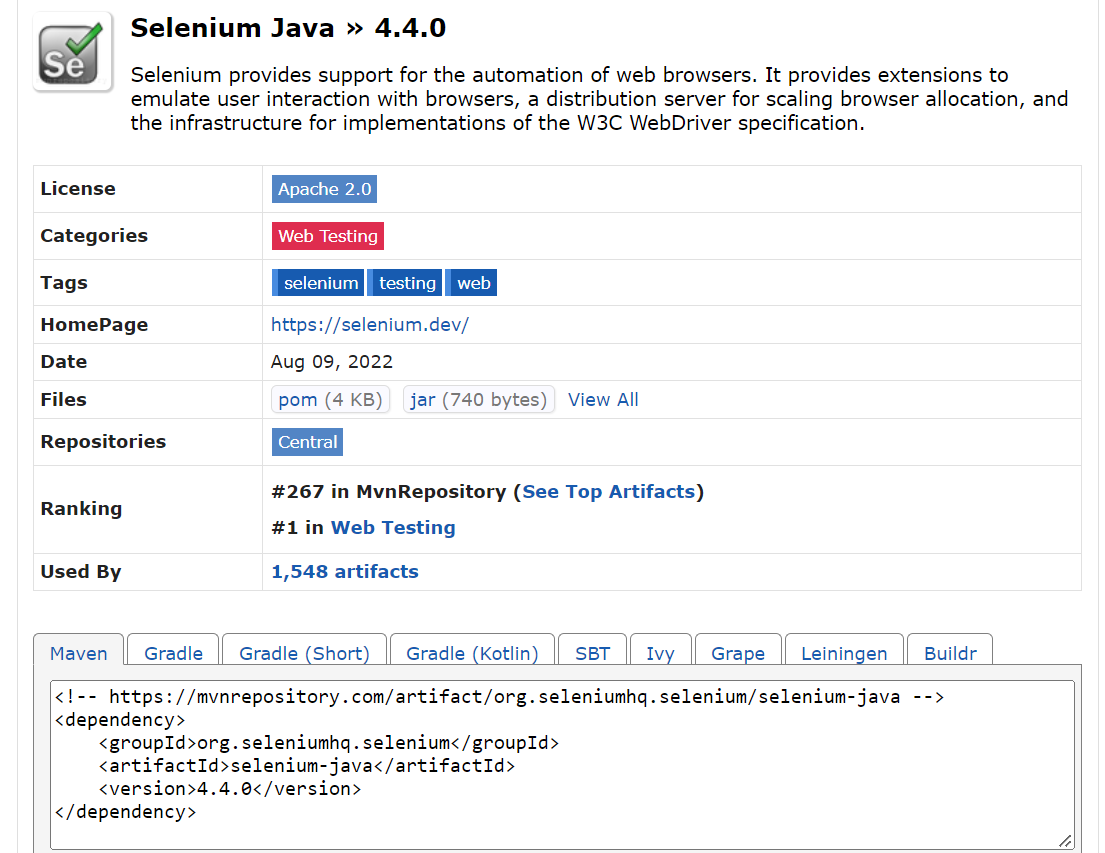 Se
Selenium Java » 4.4.0
Selenium provides support for the automation of web browsers. It provides extensions to
emulate user interaction with browsers, a distribution server for scaling browser allocation, and
the infrastructure for implementations of the W3C WebDriver specification.
License Apache 2.0
Categories Web Testing
Tags selenium testing web
HomePage https://selenium.dev/
Date Aug 09, 2022
Files pom (4 KB) jar (740 bytes) View All
Repositories Central
Ranking #267 in MvnRepository (See Top Artifacts)
#1 in Web Testing
Used By 1,548 artifacts
Maven Gradle Gradle (Short) Gradle (Kotlin) SBT Ivy Grape Leiningen Buildr
<!-- https://mvnrepository.com/artifact/org.seleniumhq.selenium/selenium-java -->
<dependency>
    <groupId>org.seleniumhq.selenium</groupId>
    <artifactId>selenium-java</artifactId>
    <version>4.4.0</version>
</dependency>